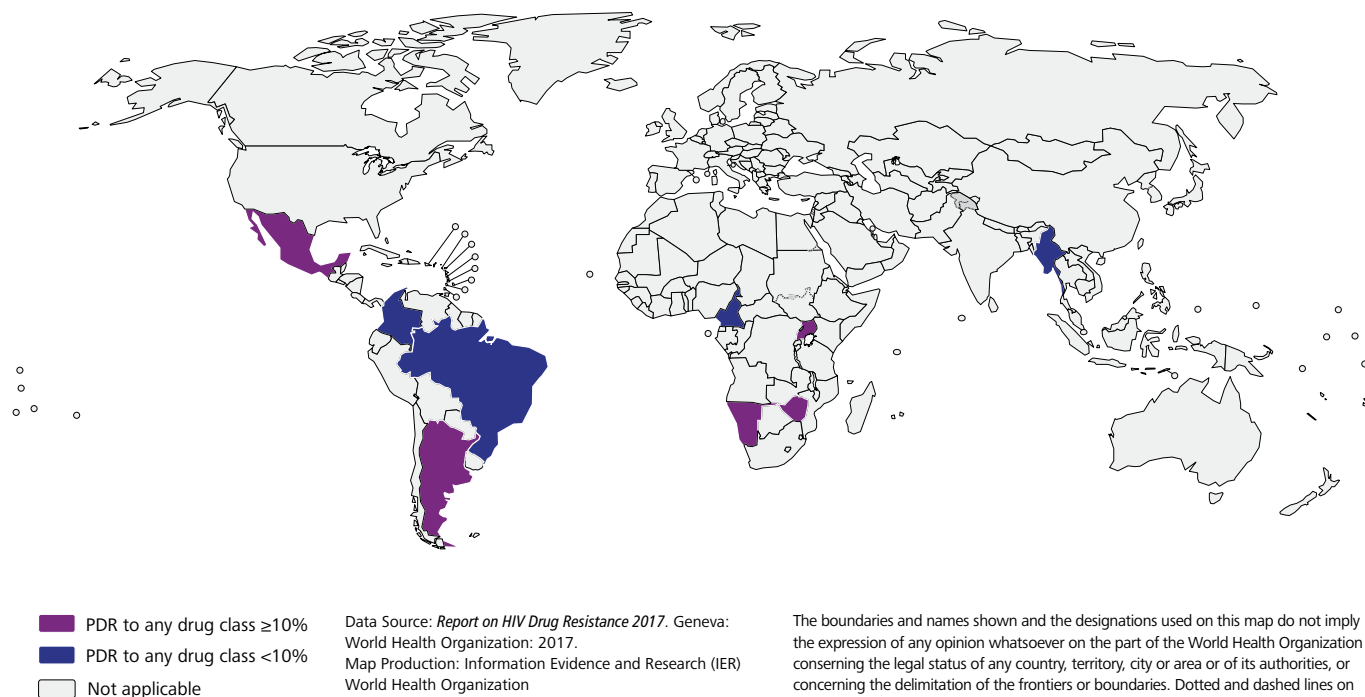 PDR to any drug class ≥10%
PDR to any drug class <10%
Not applicable
Data Source: Report on HIV Drug Resistance 2017. Geneva:
World Health Organization: 2017.
Map Production: Information Evidence and Research (IER)
World Health Organization
The boundaries and names shown and the designations used on this map do not imply
the expression of any opinion whatsoever on the part of the World Health Organization
conserning the legal status of any country, territory, city or area or of its authorities, or
concerning the delimitation of the frontiers or boundaries. Dotted and dashed lines on